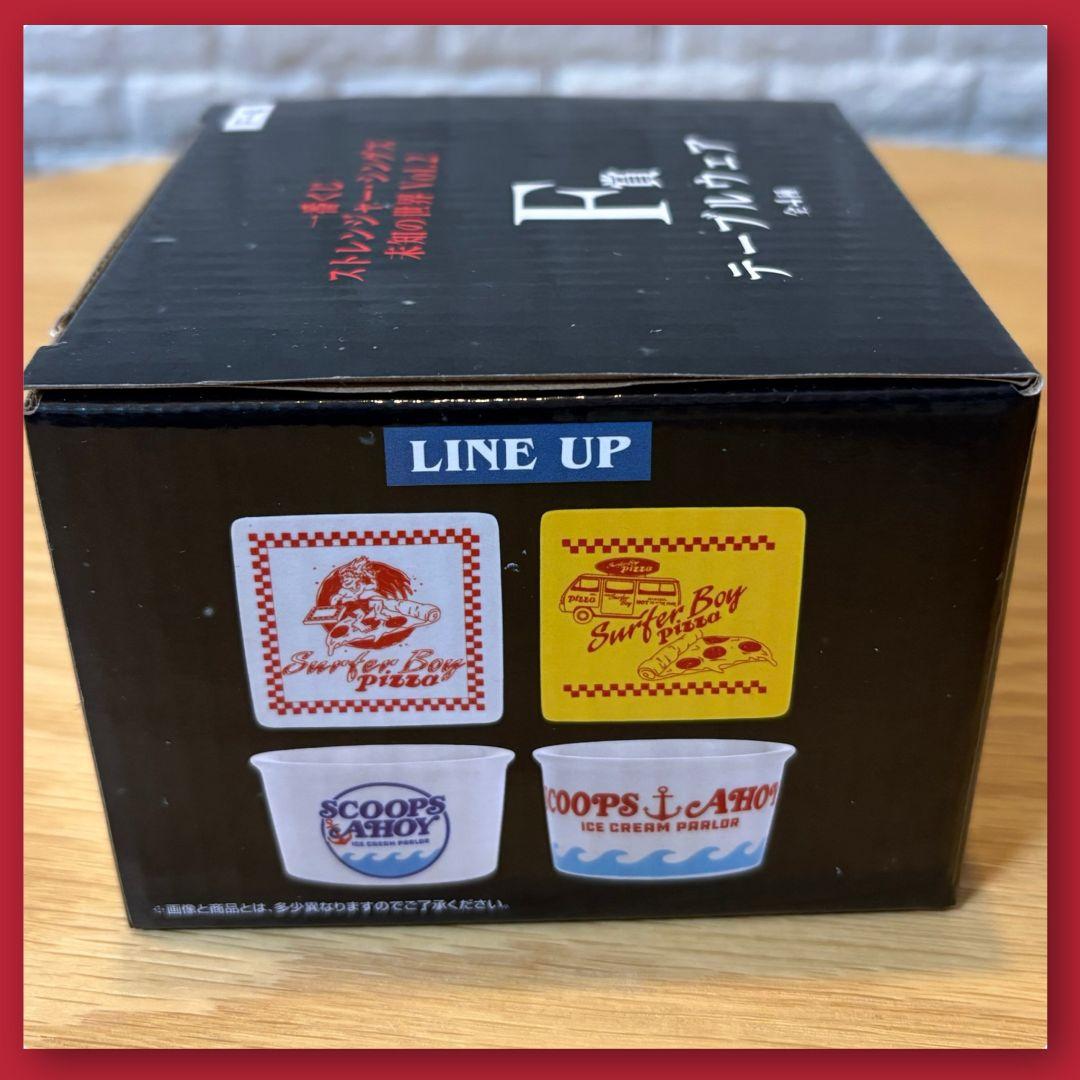 一番くじ
ストレンジャー・シングス
未知の世界 Vol.2
F賞
テーブルウェア
全4種
LINE UP
Surfer Boy
Pizza
Surfer Boy
Pizza
Pizza
Surfer Boy
Surfer Boy
Pizza
SCOOPS
AHOY
ICE CREAM PARLOR
COOPS AHOY
ICE CREAM PARLOR
※画像と商品とは、多少異なりますのでご了承ください。